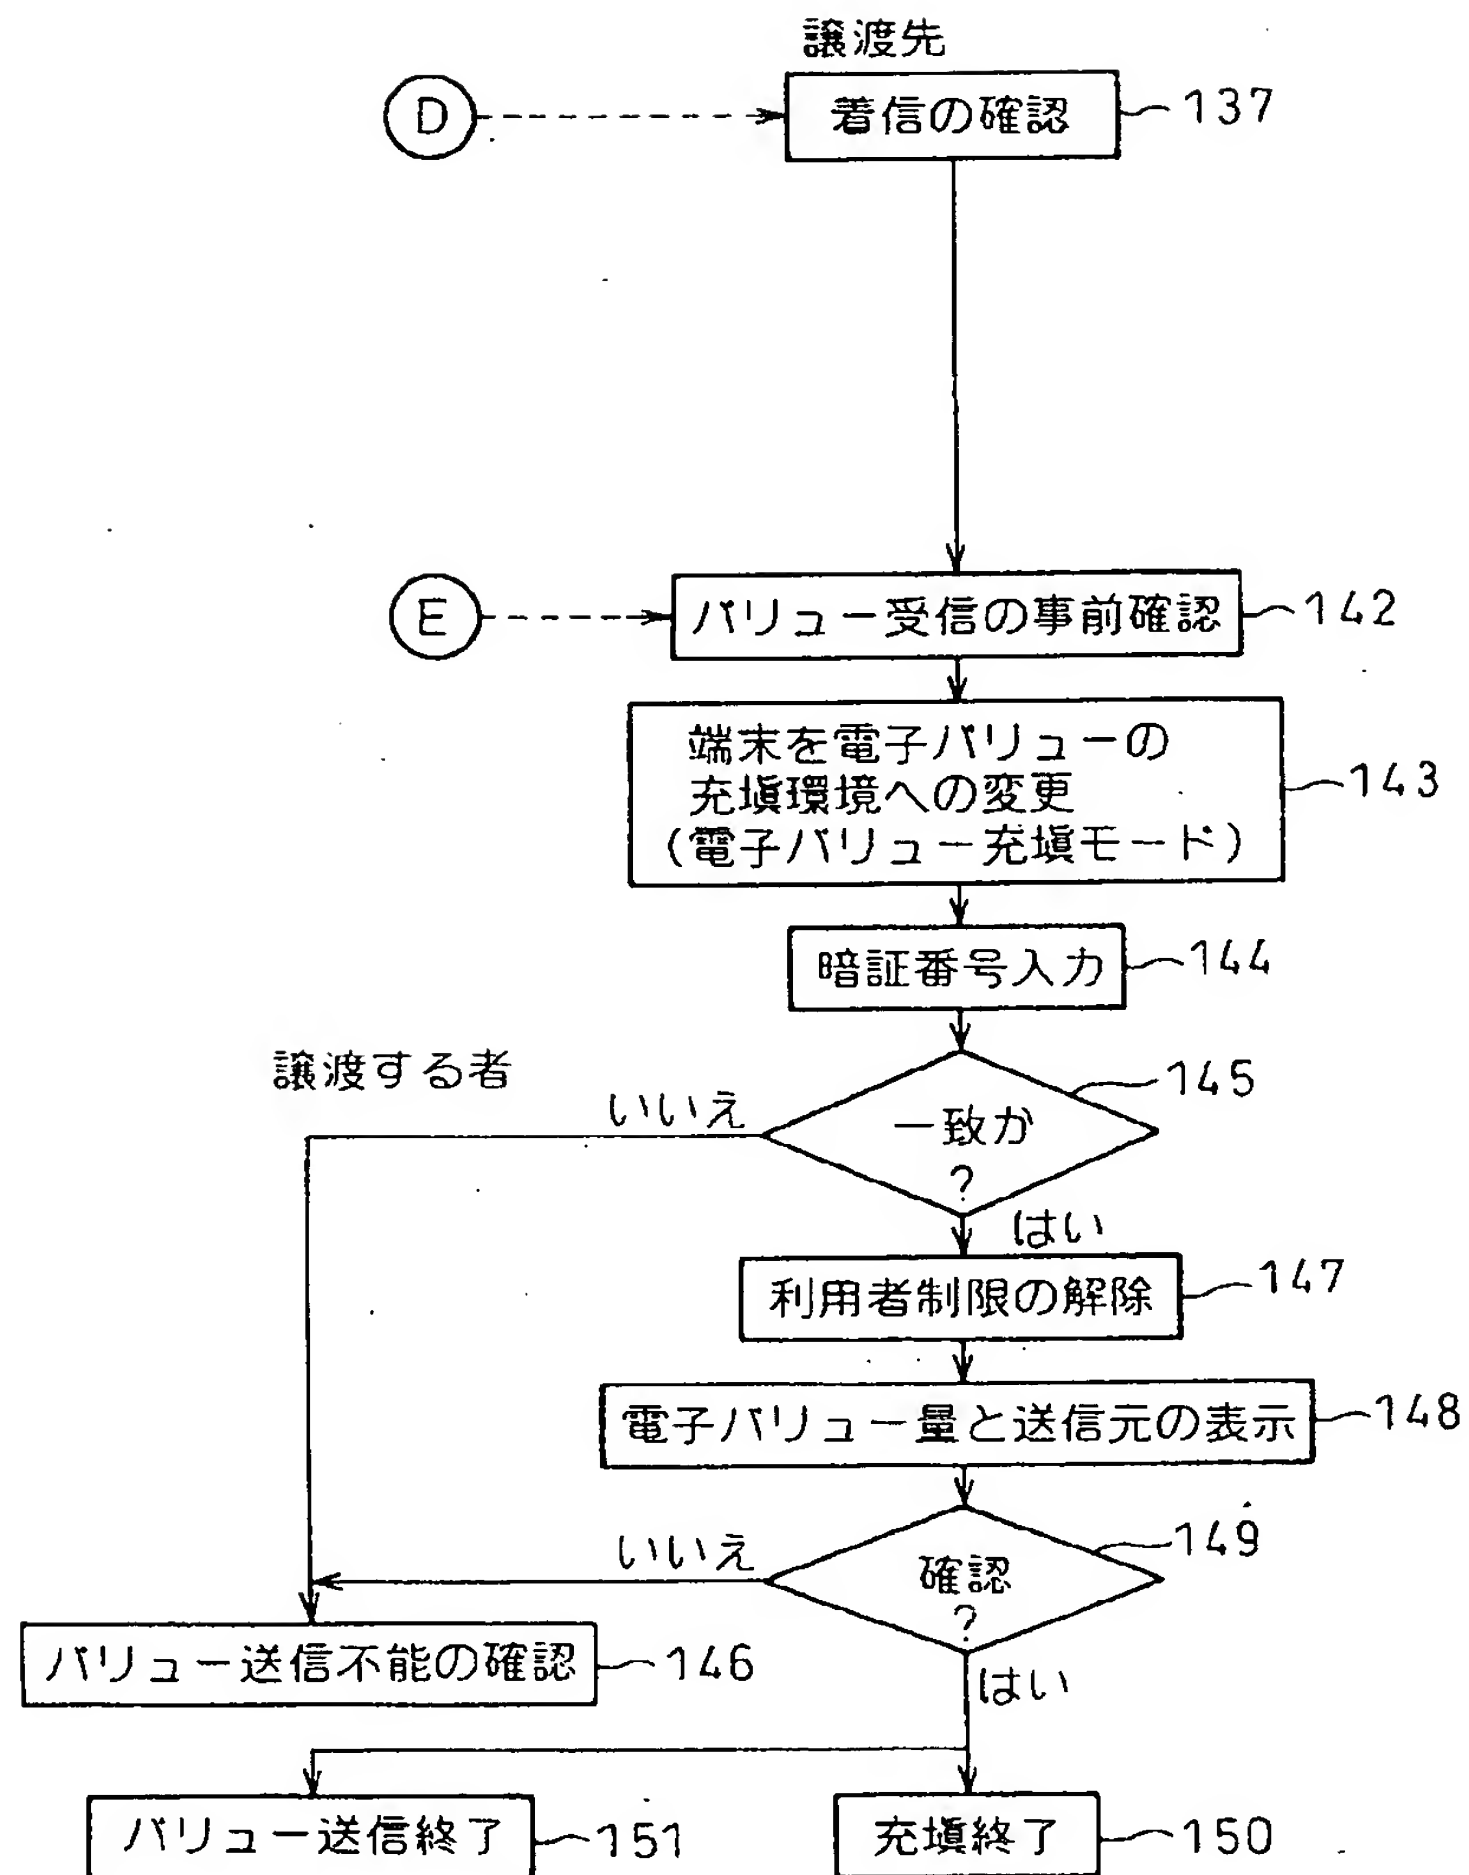 譲渡先
D
着信の確認
137
E
バリュー受信の事前確認
142
端末を電子バリューの
充塡環境への変更
(電子バリュー充塡モード)
143
暗証番号入力
144
譲渡する者
いいえ
一致か
?
145
はい
利用者制限の解除
147
電子バリュー量と送信元の表示
148
いいえ
確認
?
149
バリュー送信不能の確認
146
はい
バリュー送信終了
151
充塡終了
150